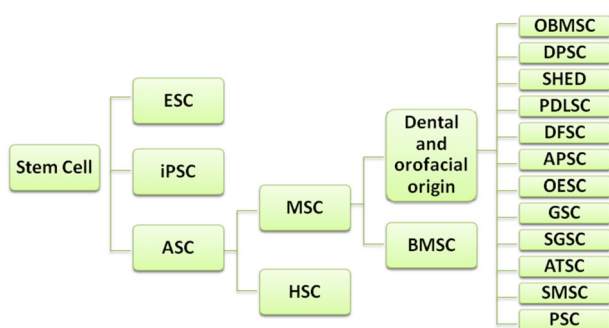 Stem Cell
ESC
iPSC
ASC
MSC
HSC
Dental
and
orofacial
origin
BMSC
OBMSC
DPSC
SHED
PDLSC
DFSC
APSC
OESC
GSC
SGSC
ATSC
SMSC
PSC